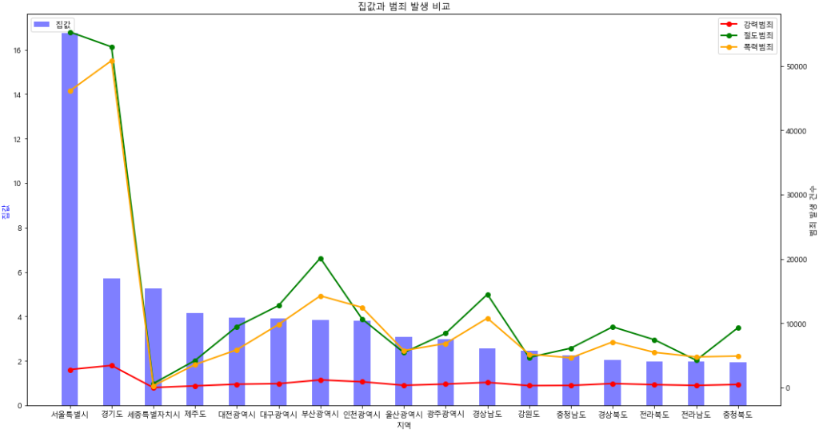 집값과 범죄 발생 비교
집값
강력범죄
절도범죄
폭력범죄
16
14
12
10
8
6
4
2
0
집값
50000
40000
30000
20000
10000
0
범죄 발생 건수
서울특별시 경기도 세종특별자치시 제주도 대전광역시 대구광역시 부산광역시 인천광역시 울산광역시 광주광역시 경상남도 강원도 충청남도 경상북도 전라북도 전라남도 충청북도
지역